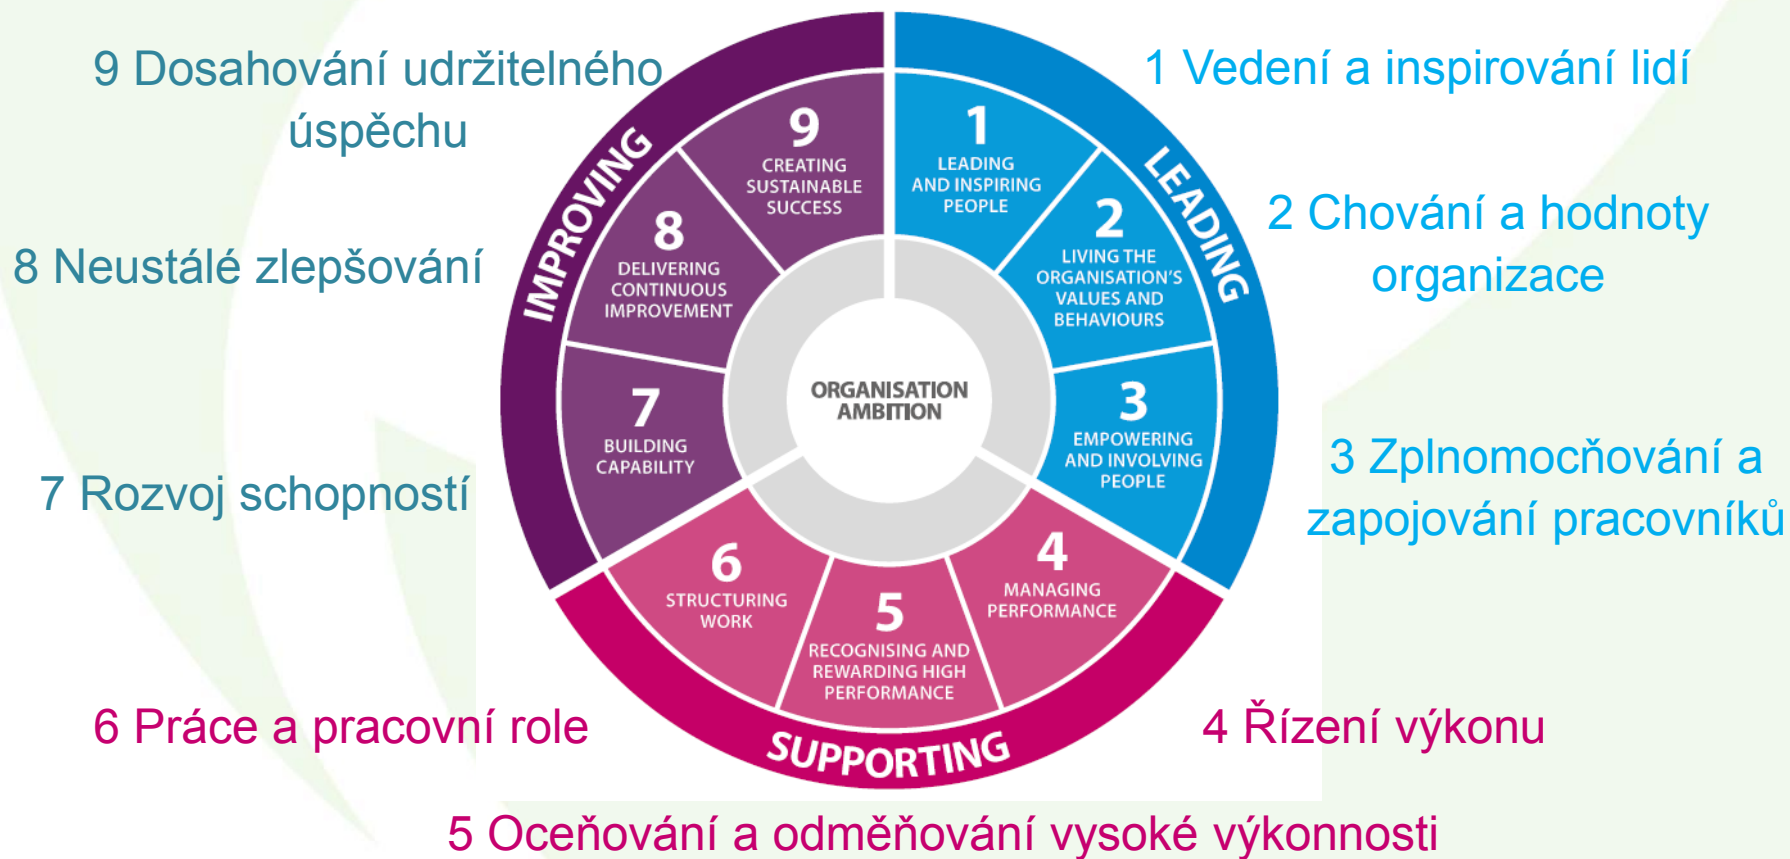 9 Dosahování udržitelného
úspěchu
8 Neustálé zlepšování
7 Rozvoj schopností
6 Práce a pracovní role
5 Oceňování a odměňování vysoké výkonnosti
1 Vedení a inspirování lidí
2 Chování a hodnoty
organizace
3 Zplnomocňování a
zapojování pracovníků
4 Řízení výkonu
IMPROVING
LEADING
SUPPORTING
9
CREATING
SUSTAINABLE
SUCCESS
8
DELIVERING
CONTINUOUS
IMPROVEMENT
7
BUILDING
CAPABILITY
6
STRUCTURING
WORK
5
RECOGNISING AND
REWARDING HIGH
PERFORMANCE
4
MANAGING
PERFORMANCE
3
EMPOWERING
AND INVOLVING
PEOPLE
2
LIVING THE
ORGANISATION'S
VALUES AND
BEHAVIOURS
1
LEADING
AND INSPIRING
PEOPLE
ORGANISATION
AMBITION